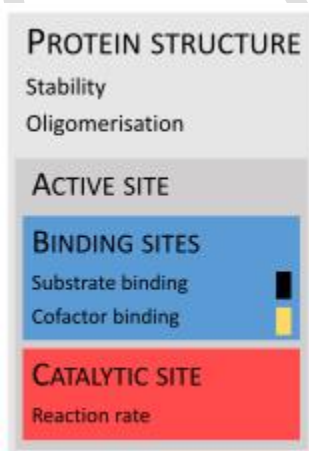 PROTEIN STRUCTURE
Stability
Oligomerisation
ACTIVE SITE
BINDING SITES
Substrate binding
Cofactor binding
CATALYTIC SITE
Reaction rate